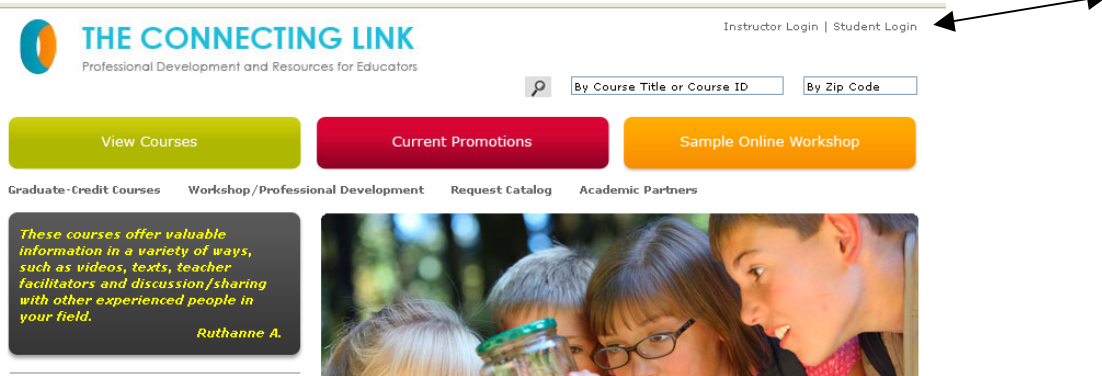 Instructor Login | Student Login
THE CONNECTING LINK
Professional Development and Resources for Educators
By Course Title or Course ID By Zip Code
View Courses Current Promotions Sample Online Workshop
Graduate-Credit Courses Workshop/Professional Development Request Catalog Academic Partners
These courses offer valuable
information in a variety of ways,
such as videos, texts, teacher
facilitators and discussion/sharing
with other experienced people in
your field.
Ruthanne A.